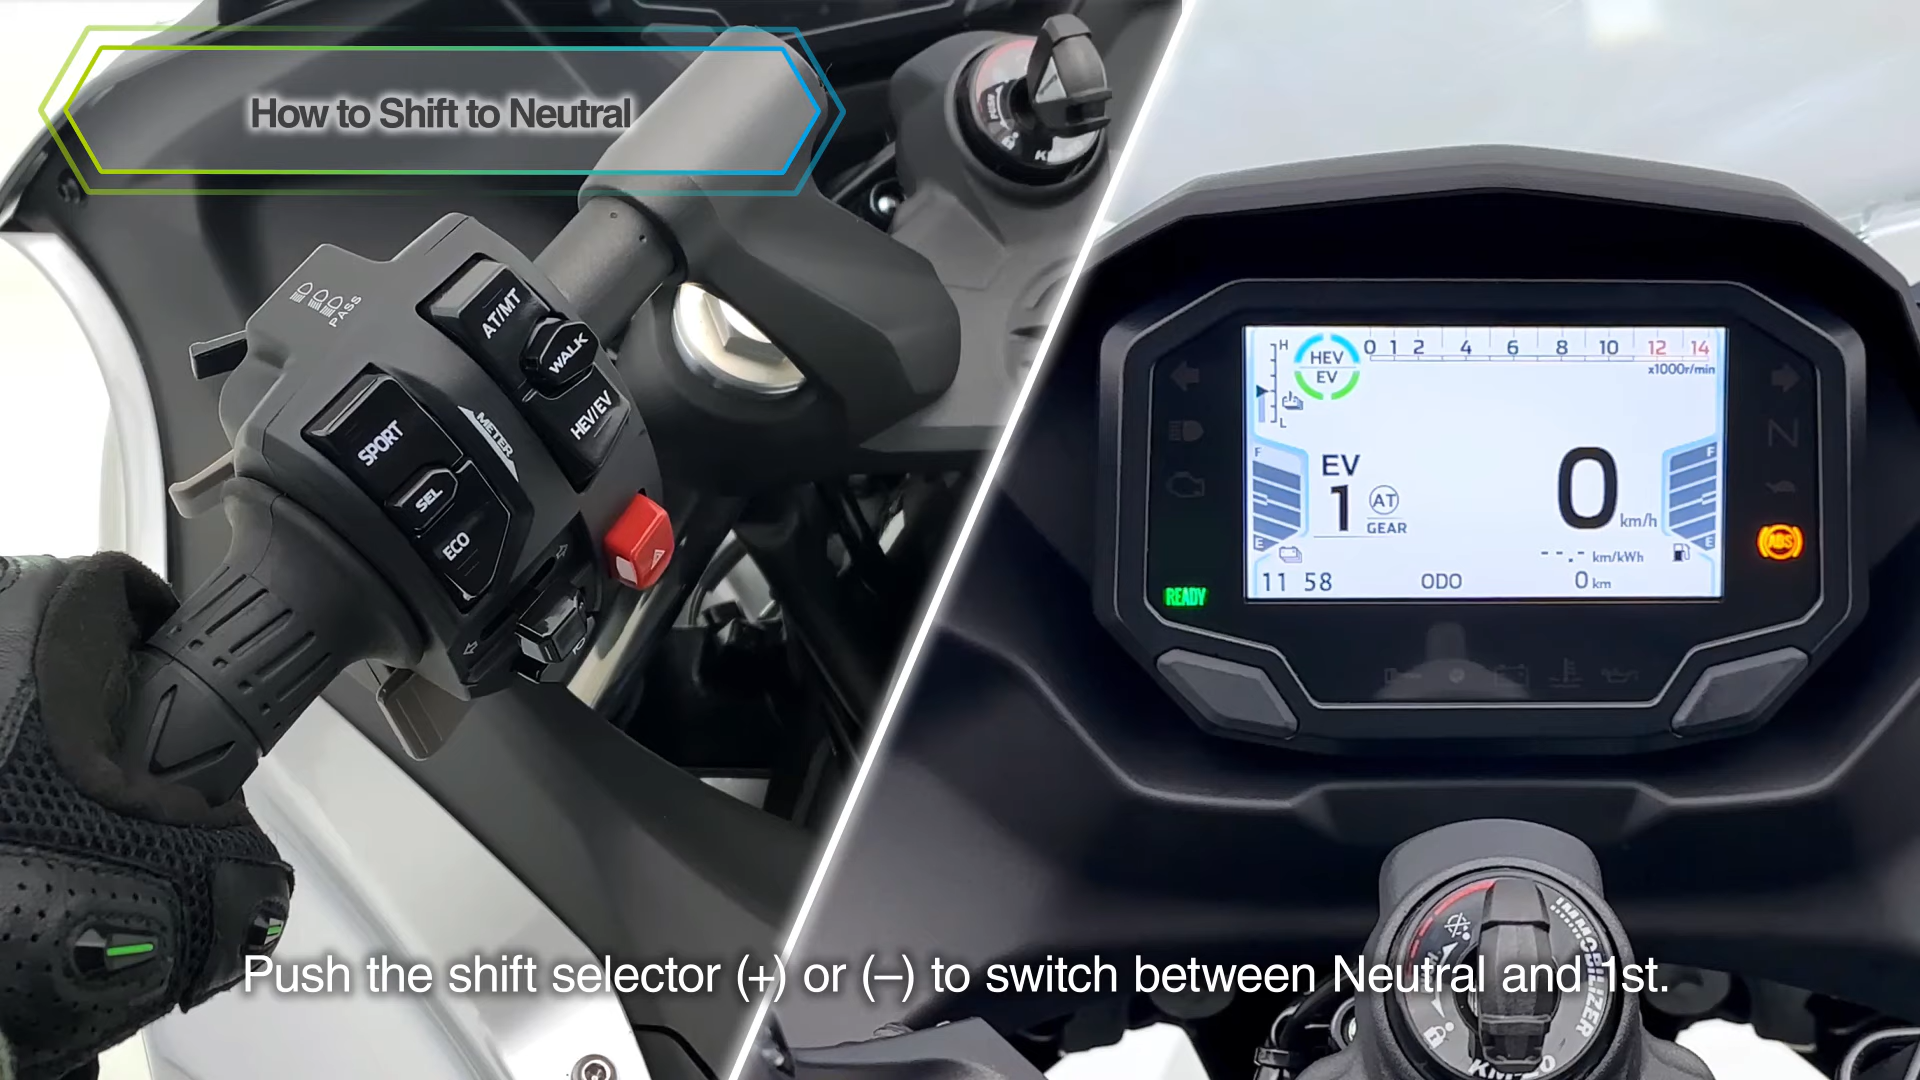 How to Shift to Neutral
PASS
AT/MT
WALK
HEV/EV
METER
SPORT
SEL
ECO
PUSH
H
L
HEV
EV
0 1 2 4 6 8 10 12 14
x1000r/min
EV
1
AT
GEAR
0
km/h
F
E
F
E
--.- km/kWh
11 58
ODO
0 km
READY
N
ABS
IMMOBILIZER
Push the shift selector (+) or (–) to switch between Neutral and 1st.